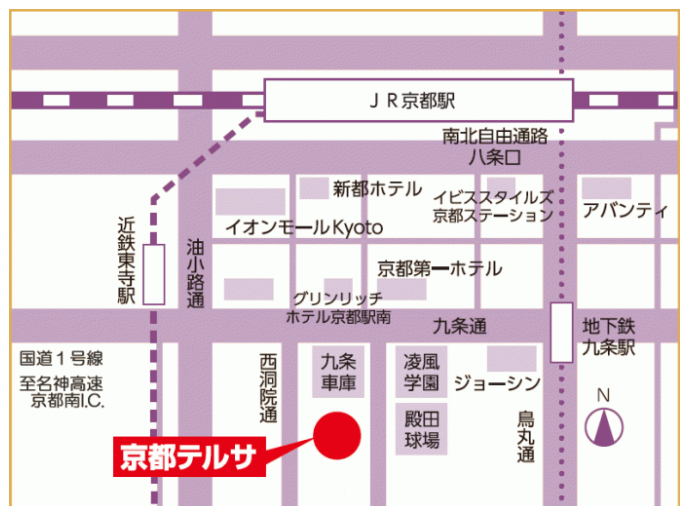 JR京都駅
南北自由通路
八条口
新都ホテル
イビススタイルズ
京都ステーション
アバンティ
イオンモールKyoto
近鉄東寺駅
油小路通
京都第一ホテル
グリンリッチ
ホテル京都駅南
九条通
地下鉄
九条駅
国道1号線
至名神高速
京都南I.C.
西洞院通
九条
車庫
凌風
学園
ジョーシン
殿田
球場
烏丸通
N
京都テルサ